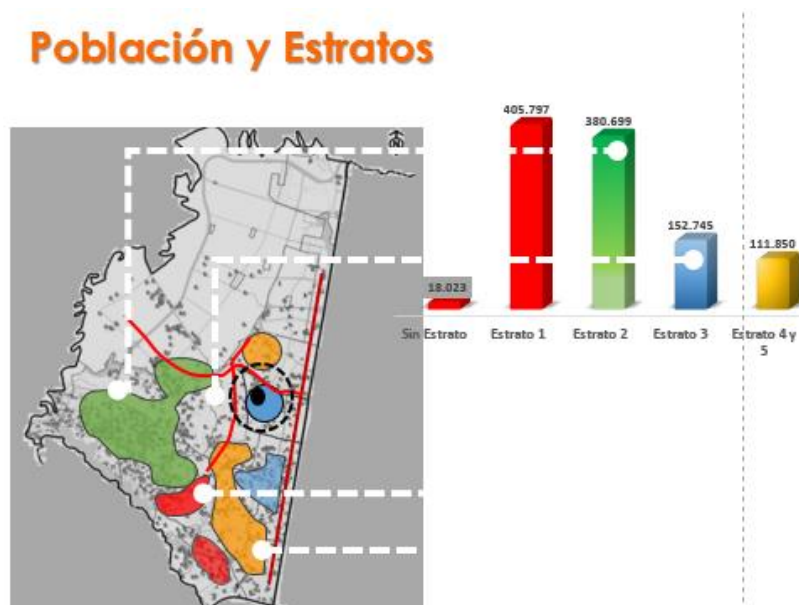 Población y Estratos
405.797
380.699
152.745
111.850
18.023
Sin Estrato
Estrato 1
Estrato 2
Estrato 3
Estrato 4 y
5